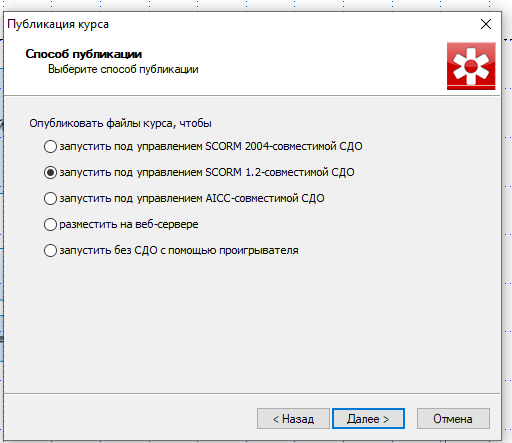 Публикация курса
Способ публикации
Выберите способ публикации
Опубликовать файлы курса, чтобы
запустить под управлением SCORM 2004-совместимой СДО
запустить под управлением SCORM 1.2-совместимой СДО
запустить под управлением AICC-совместимой СДО
разместить на веб-сервере
запустить без СДО с помощью проигрывателя
< Назад
Далее >
Отмена